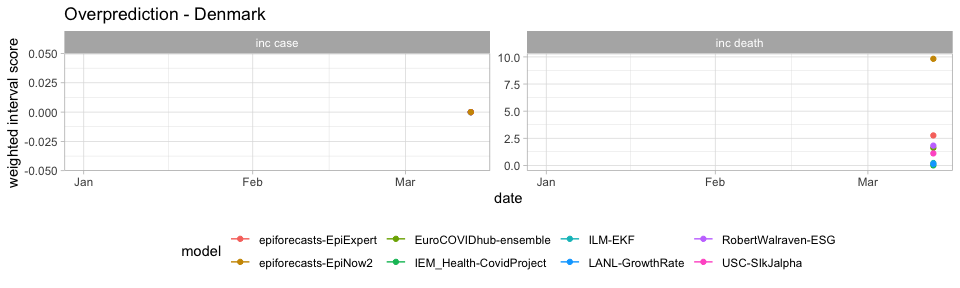 Overprediction - Denmark
inc case
inc death
weighted interval score
0.050
0.025
0.000
-0.025
-0.050
10.0
7.5
5.0
2.5
0.0
Jan
Feb
Mar
Jan
Feb
Mar
date
model
epiforecasts-EpiExpert
EuroCOVIDhub-ensemble
ILM-EKF
RobertWalraven-ESG
epiforecasts-EpiNow2
IEM_Health-CovidProject
LANL-GrowthRate
USC-SIkJalpha